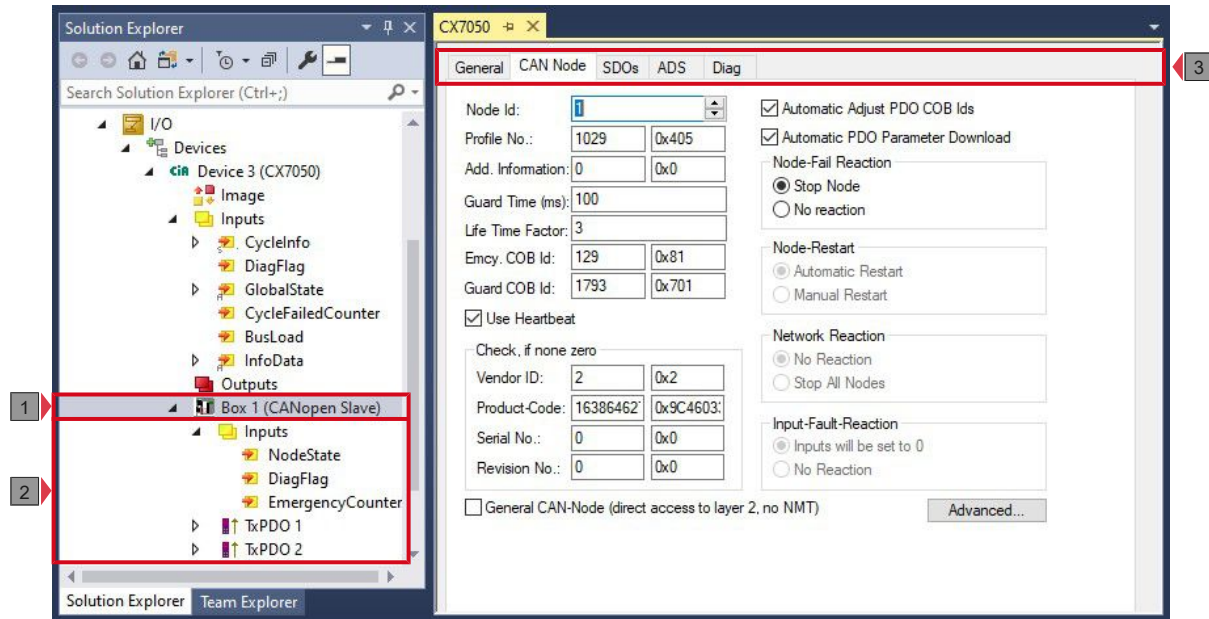 Solution Explorer
Search Solution Explorer (Ctrl+;)
I/O
Devices
CiA Device 3 (CX7050)
Image
Inputs
CycleInfo
DiagFlag
GlobalState
CycleFailedCounter
BusLoad
InfoData
Outputs
1
Box 1 (CANopen Slave)
2
Inputs
NodeState
DiagFlag
EmergencyCounter
TxPDO 1
TxPDO 2
Solution Explorer Team Explorer
CX7050
3
General CAN Node SDOs ADS Diag
Node Id: 1
Profile No.: 1029 0x405
Add. Information: 0 0x0
Guard Time (ms): 100
Life Time Factor: 3
Emcy. COB Id: 129 0x81
Guard COB Id: 1793 0x701
Use Heartbeat
Check, if none zero
Vendor ID: 2 0x2
Product-Code: 16386462 0x9C4603
Serial No.: 0 0x0
Revision No.: 0 0x0
General CAN-Node (direct access to layer 2, no NMT)
Automatic Adjust PDO COB Ids
Automatic PDO Parameter Download
Node-Fail Reaction
Stop Node
No reaction
Node-Restart
Automatic Restart
Manual Restart
Network Reaction
No Reaction
Stop All Nodes
Input-Fault-Reaction
Inputs will be set to 0
No Reaction
Advanced...